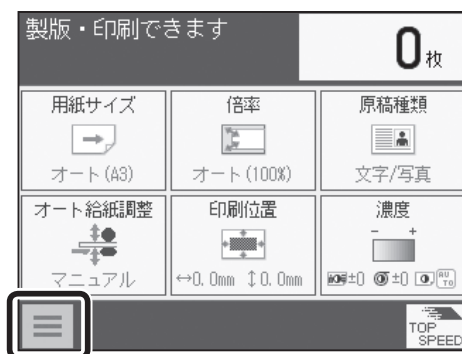 製版・印刷できます
0枚
用紙サイズ
倍率
原稿種類
オート(A3)
オート(100%)
文字/写真
オート給紙調整
印刷位置
濃度
- +
マニュアル
↔0.0mm ↕0.0mm
±0 ±0 AUTO
TOP
SPEED